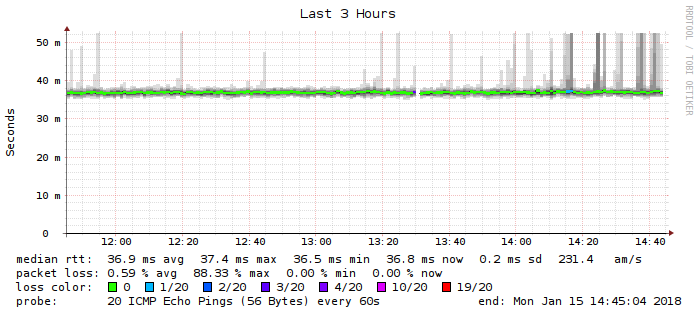 Last 3 Hours
RRDTOOL / TOBI OETIKER
Seconds
50 m
40 m
30 m
20 m
10 m
0
12:00 12:20 12:40 13:00 13:20 13:40 14:00 14:20 14:40
median rtt: 36.9 ms avg 37.4 ms max 36.5 ms min 36.8 ms now 0.2 ms sd 231.4 am/s
packet loss: 0.59 % avg 88.33 % max 0.00 % min 0.00 % now
loss color: 0 1/20 2/20 3/20 4/20 10/20 19/20
probe: 20 ICMP Echo Pings (56 Bytes) every 60s end: Mon Jan 15 14:45:04 2018